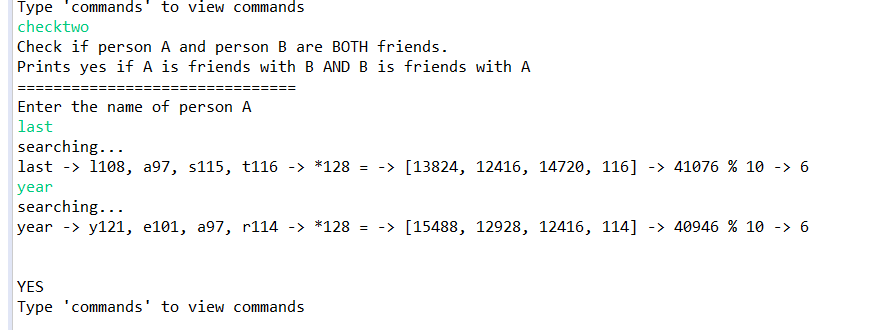 Type 'commands' to view commands
checktwo
Check if person A and person B are BOTH friends.
Prints yes if A is friends with B AND B is friends with A
===============================
Enter the name of person A
last
searching...
last -> l108, a97, s115, t116 -> *128 = -> [13824, 12416, 14720, 116] -> 41076 % 10 -> 6
year
searching...
year -> y121, e101, a97, r114 -> *128 = -> [15488, 12928, 12416, 114] -> 40946 % 10 -> 6
YES
Type 'commands' to view commands